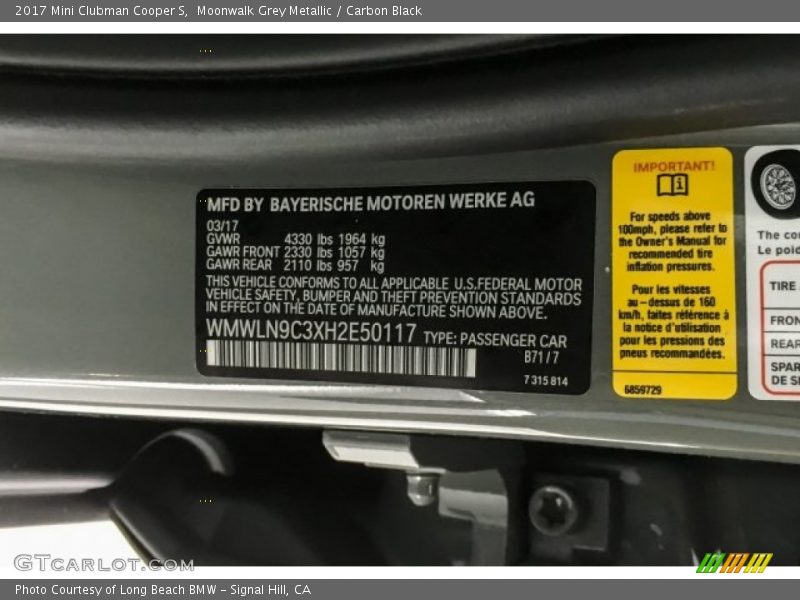 2017 Mini Clubman Cooper S, Moonwalk Grey Metallic / Carbon Black
MFD BY BAYERISCHE MOTOREN WERKE AG
03/17
GVWR 4330 lbs 1964 kg
GAWR FRONT 2330 lbs 1057 kg
GAWR REAR 2110 lbs 957 kg
THIS VEHICLE CONFORMS TO ALL APPLICABLE U.S.FEDERAL MOTOR
VEHICLE SAFETY, BUMPER AND THEFT PREVENTION STANDARDS
IN EFFECT ON THE DATE OF MANUFACTURE SHOWN ABOVE.
WMWLN9C3XH2E50117 TYPE: PASSENGER CAR
B71/7
7 315 814
IMPORTANT!
For speeds above
100mph, please refer to
the Owner's Manual for
recommended tire
inflation pressures.
Pour les vitesses
au-dessus de 160
km/h, faites référence à
la notice d'utilisation
pour les pressions des
pneus recommandées.
6859729
The
Le
TIRE
REAR
DE
GTCARLOT.COM
Photo Courtesy of Long Beach BMW - Signal Hill, CA